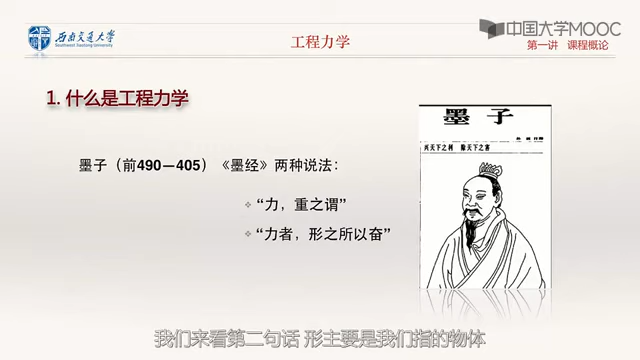 西南交通大学
Southwest Jiaotong University
工程力学
中国大学MOOC
第一讲 课程概论
1. 什么是工程力学
墨子（前490—405）《墨经》两种说法：
“力，重之谓”
“力者，形之所以奋”
墨 子
兴天下之利 除天下之害
我们来看第二句话 形主要是我们指的物体